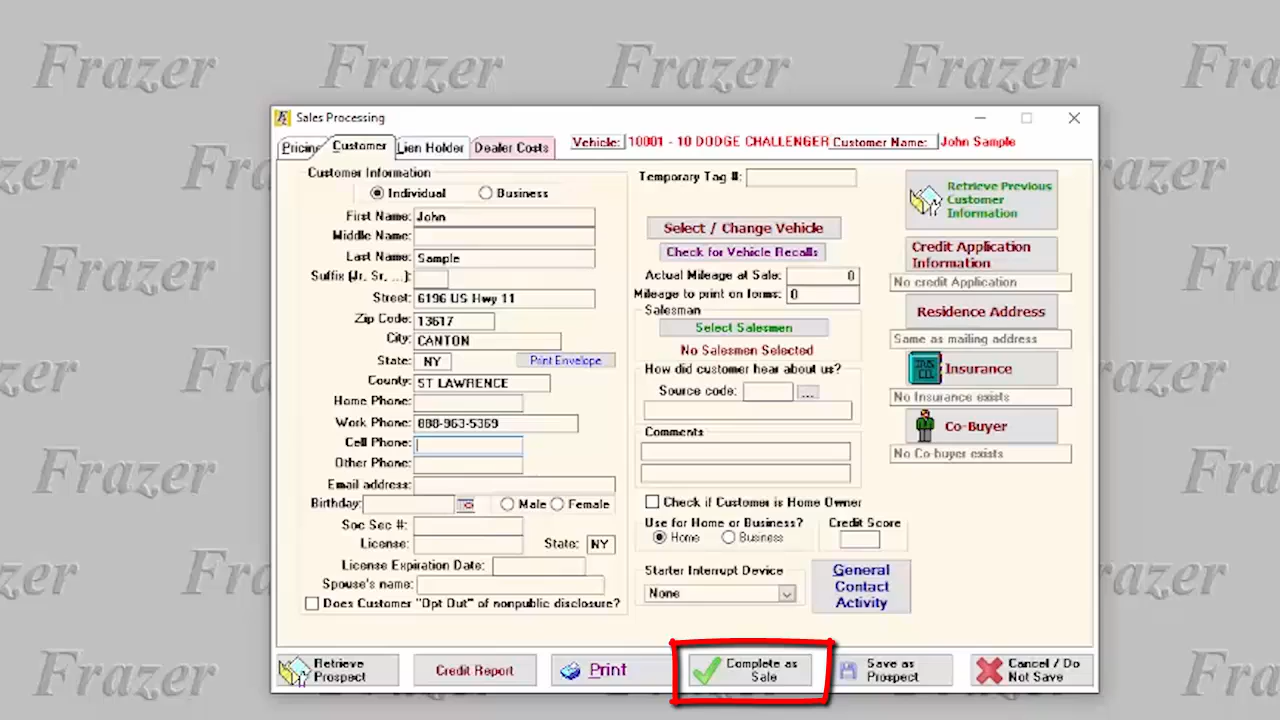 Frazer Frazer Frazer Frazer
Sales Processing
Pricing Customer Lien Holder Dealer Costs Vehicle: 10001 - 10 DODGE CHALLENGER Customer Name: John Sample
Customer Information
Individual Business
First Name: John
Middle Name:
Last Name: Sample
Suffix (Jr, Sr, ...):
Street: 6196 US Hwy 11
Zip Code: 13617
City: CANTON
State: NY Print Envelope
County: ST LAWRENCE
Home Phone:
Work Phone: 888-963-5369
Cell Phone:
Other Phone:
Email address:
Birthday: Male Female
Soc Sec #:
License: State: NY
License Expiration Date:
Spouse's name:
Does Customer "Opt Out" of nonpublic disclosure?
Temporary Tag #:
Select / Change Vehicle
Check for Vehicle Recalls
Actual Mileage at Sale: 0
Mileage to print on forms: 0
Salesman
Select Salesmen
No Salesmen Selected
How did customer hear about us?
Source code: ...
Comments
Check if Customer is Home Owner
Use for Home or Business? Credit Score
Home Business
Starter Interrupt Device
None
General
Contact
Activity
Retrieve Previous
Customer
Information
Credit Application
Information
No credit Application
Residence Address
Same as mailing address
Insurance
No Insurance exists
Co-Buyer
No Co-buyer exists
Retrieve
Prospect
Credit Report
Print
Complete as
Sale
Save as
Prospect
Cancel / Do
Not Save